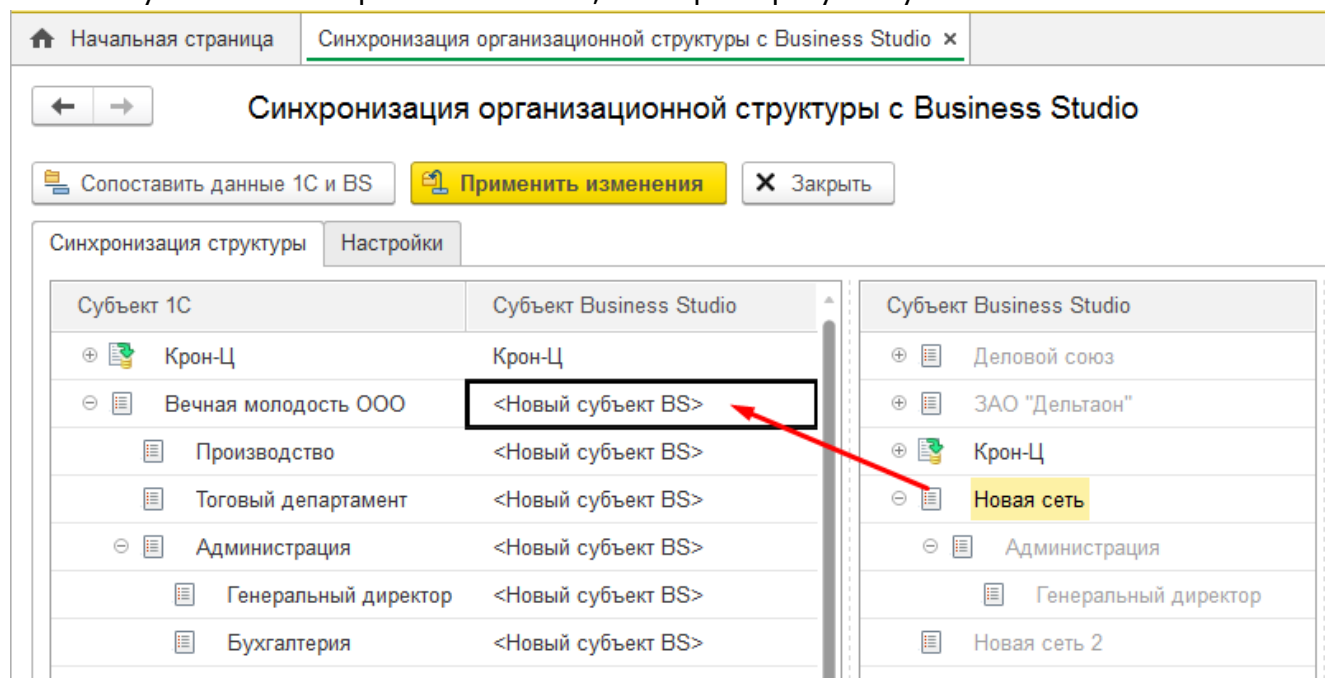 Начальная страница
Синхронизация организационной структуры с Business Studio ×
Синхронизация организационной структуры с Business Studio
Сопоставить данные 1С и BS
Применить изменения
Закрыть
Синхронизация структуры
Настройки
Субъект 1С Субъект Business Studio Субъект Business Studio
Крон-Ц Крон-Ц Деловой союз
Вечная молодость ООО <Новый субъект BS> ЗАО "Дельтаон"
Производство <Новый субъект BS> Крон-Ц
Тоговый департамент <Новый субъект BS> Новая сеть
Администрация <Новый субъект BS> Администрация
Генеральный директор <Новый субъект BS> Генеральный директор
Бухгалтерия <Новый субъект BS> Новая сеть 2